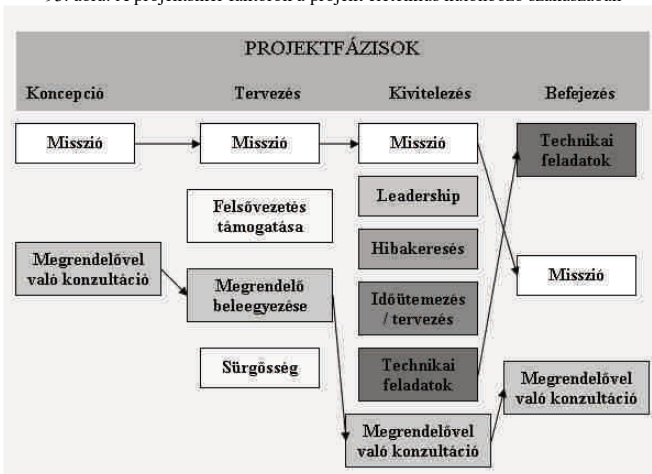 PROJEKTFÁZISOK
Koncepció Tervezés Kivitelezés Befejezés
Misszió
Megrendelővel
való konzultáció
Misszió
Felsővezetés
támogatása
Megrendelő
beleegyezése
Sürgősség
Misszió
Leadership
Hibakeresés
Időütemezés
/ tervezés
Technikai
feladatok
Megrendelővel
való konzultáció
Technikai
feladatok
Misszió
Megrendelővel
való konzultáció